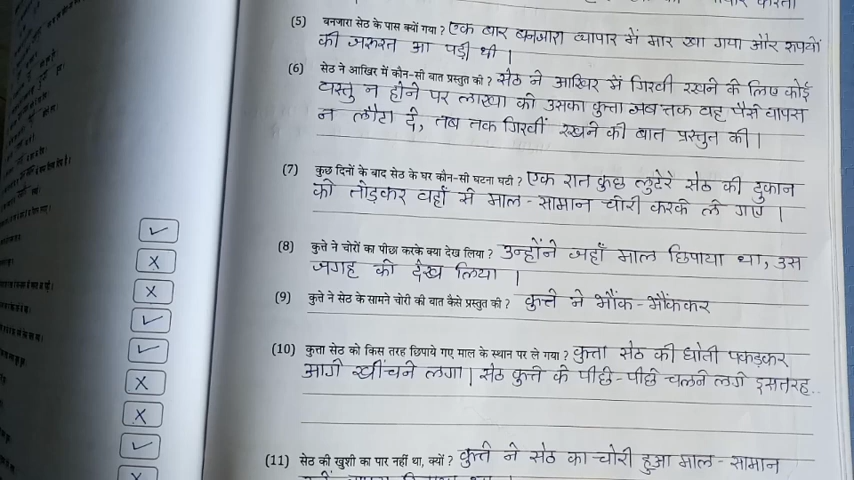 (5) बनजारा सेठ के पास क्यों गया ? एक बार बनजारा व्यापार में मार खा गया और रूपयों
की जरूरत आ पड़ी थी |
(6) सेठ ने आखिर में कौन-सी बात प्रस्तुत की ? सेठ ने आखिर में गिरवी रखने के लिए कोई
वस्तु न होने पर लाख्या को उसका कुत्ता जब तक वह पैसे वापस
न लौटा दे, तब तक गिरवीं रखने की बात प्रस्तुत की |
(7) कुछ दिनों के बाद सेठ के घर कौन-सी घटना घटी ? एक रात कुछ लुटेरे सेठ की दुकान
को तोड़कर वहाँ से माल - सामान चोरी करके ले गए |
(8) कुत्ते ने चोरों का पीछा करके क्या देख लिया ? उन्होंने जहाँ माल छिपाया था, उस
जगह को देख लिया |
(9) कुत्ते ने सेठ के सामने चोरी की बात कैसे प्रस्तुत की ? कुत्ते ने भौंक - भौंककर
(10) कुत्ता सेठ को किस तरह छिपाये गए माल के स्थान पर ले गया ? कुत्ता सेठ की धोती पकड़कर
आगे खींचने लगा | सेठ कुत्ते के पीछे - पीछे चलने लगे इसतरह..
(11) सेठ की खुशी का पार नहीं था, क्यों ? कुत्ते ने सेठ का चोरी हुआ माल - सामान